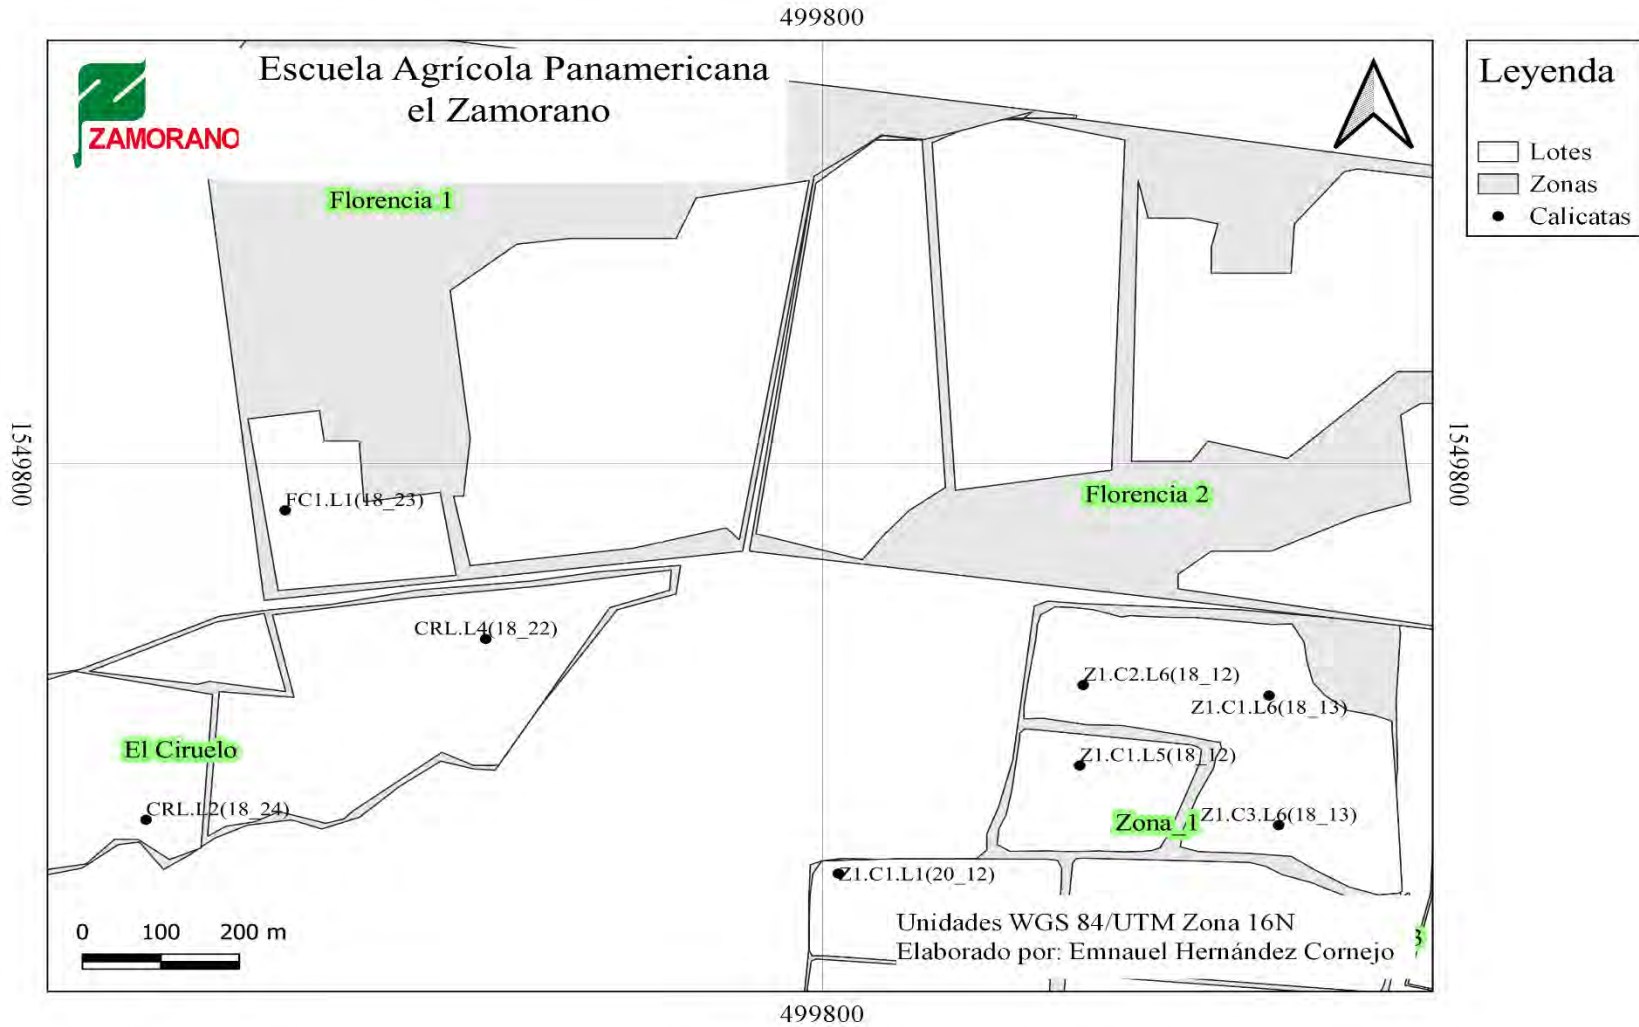 499800
Escuela Agrícola Panamericana
el Zamorano
ZAMORANO
Leyenda
Lotes
Zonas
Calicatas
Florencia 1
1549800
1549800
FC1.L1(18_23)
Florencia 2
CRL.L4(18_22)
Z1.C2.L6(18_12)
Z1.C1.L6(18_13)
El Ciruelo
Z1.C1.L5(18_12)
CRL.L2(18_24)
Zona_1
Z1.C3.L6(18_13)
Z1.C1.L1(20_12)
0 100 200 m
Unidades WGS 84/UTM Zona 16N
Elaborado por: Emnauel Hernández Cornejo
3
499800